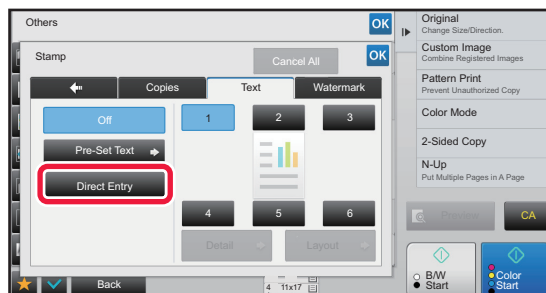 Others
OK
Stamp
Cancel All
OK
Copies
Text
Watermark
Off
Pre-Set Text
Direct Entry
1
2
3
4
5
6
Detail
Layout
Back
4
11x17
Original
Change Size/Direction.
Custom Image
Combine Registered Images
Pattern Print
Prevent Unauthorized Copy
Color Mode
2-Sided Copy
N-Up
Put Multiple Pages in A Page
Preview
CA
B/W
Start
Color
Start